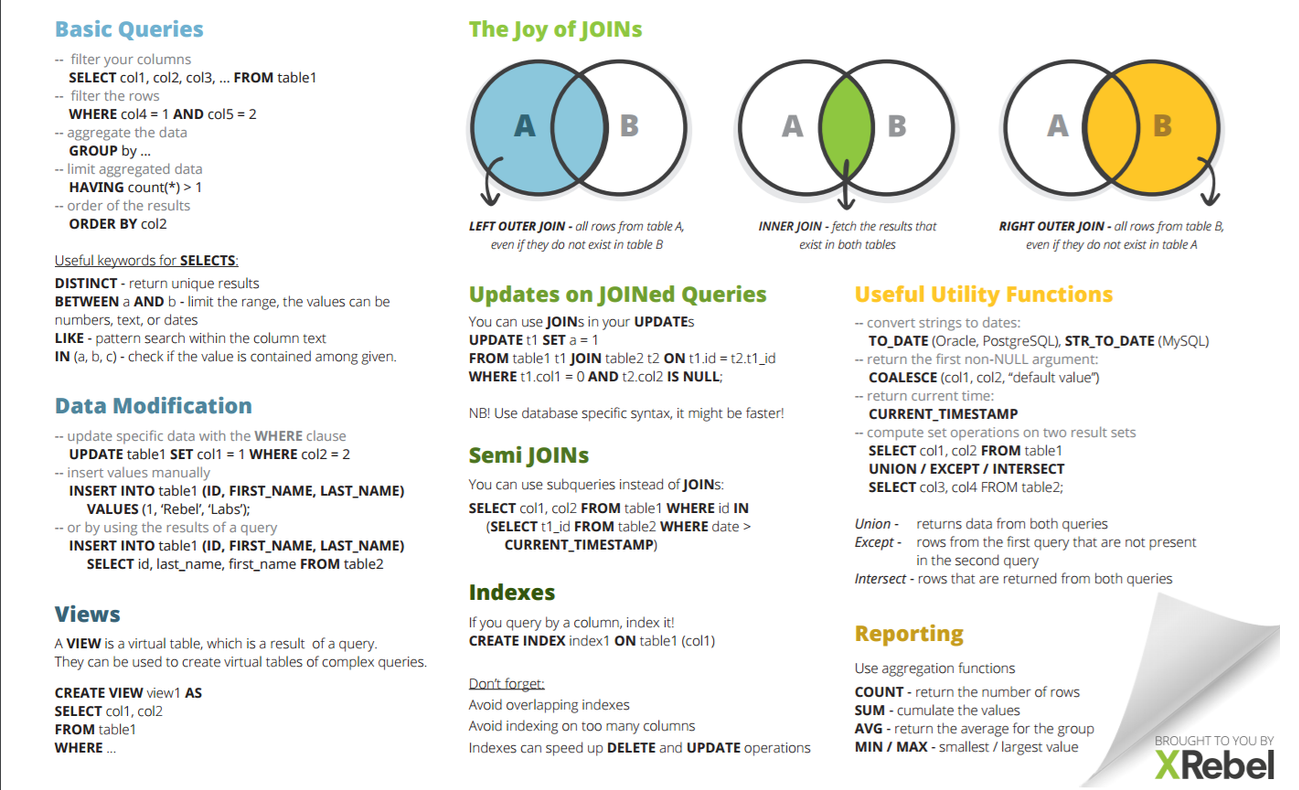 Basic Queries
-- filter your columns
SELECT col1, col2, col3, ... FROM table1
-- filter the rows
WHERE col4 = 1 AND col5 = 2
-- aggregate the data
GROUP by ...
-- limit aggregated data
HAVING count(*) > 1
-- order of the results
ORDER BY col2
Useful keywords for SELECTS:
DISTINCT - return unique results
BETWEEN a AND b - limit the range, the values can be
numbers, text, or dates
LIKE - pattern search within the column text
IN (a, b, c) - check if the value is contained among given.
Data Modification
-- update specific data with the WHERE clause
UPDATE table1 SET col1 = 1 WHERE col2 = 2
-- insert values manually
INSERT INTO table1 (ID, FIRST_NAME, LAST_NAME)
VALUES (1, ‘Rebel’, ‘Labs’);
-- or by using the results of a query
INSERT INTO table1 (ID, FIRST_NAME, LAST_NAME)
SELECT id, last_name, first_name FROM table2
Views
A VIEW is a virtual table, which is a result of a query.
They can be used to create virtual tables of complex queries.
CREATE VIEW view1 AS
SELECT col1, col2
FROM table1
WHERE ...
The Joy of JOINs
A B
A B
A B
LEFT OUTER JOIN - all rows from table A,
even if they do not exist in table B
INNER JOIN - fetch the results that
exist in both tables
RIGHT OUTER JOIN - all rows from table B,
even if they do not exist in table A
Updates on JOINed Queries
You can use JOINs in your UPDATEs
UPDATE t1 SET a = 1
FROM table1 t1 JOIN table2 t2 ON t1.id = t2.t1_id
WHERE t1.col1 = 0 AND t2.col2 IS NULL;
NB! Use database specific syntax, it might be faster!
Semi JOINs
You can use subqueries instead of JOINs:
SELECT col1, col2 FROM table1 WHERE id IN
(SELECT t1_id FROM table2 WHERE date >
CURRENT_TIMESTAMP)
Indexes
If you query by a column, index it!
CREATE INDEX index1 ON table1 (col1)
Don’t forget:
Avoid overlapping indexes
Avoid indexing on too many columns
Indexes can speed up DELETE and UPDATE operations
Useful Utility Functions
-- convert strings to dates:
TO_DATE (Oracle, PostgreSQL), STR_TO_DATE (MySQL)
-- return the first non-NULL argument:
COALESCE (col1, col2, “default value”)
-- return current time:
CURRENT_TIMESTAMP
-- compute set operations on two result sets
SELECT col1, col2 FROM table1
UNION / EXCEPT / INTERSECT
SELECT col3, col4 FROM table2;
Union - returns data from both queries
Except - rows from the first query that are not present
in the second query
Intersect - rows that are returned from both queries
Reporting
Use aggregation functions
COUNT - return the number of rows
SUM - cumulate the values
AVG - return the average for the group
MIN / MAX - smallest / largest value
BROUGHT TO YOU BY
XRebel